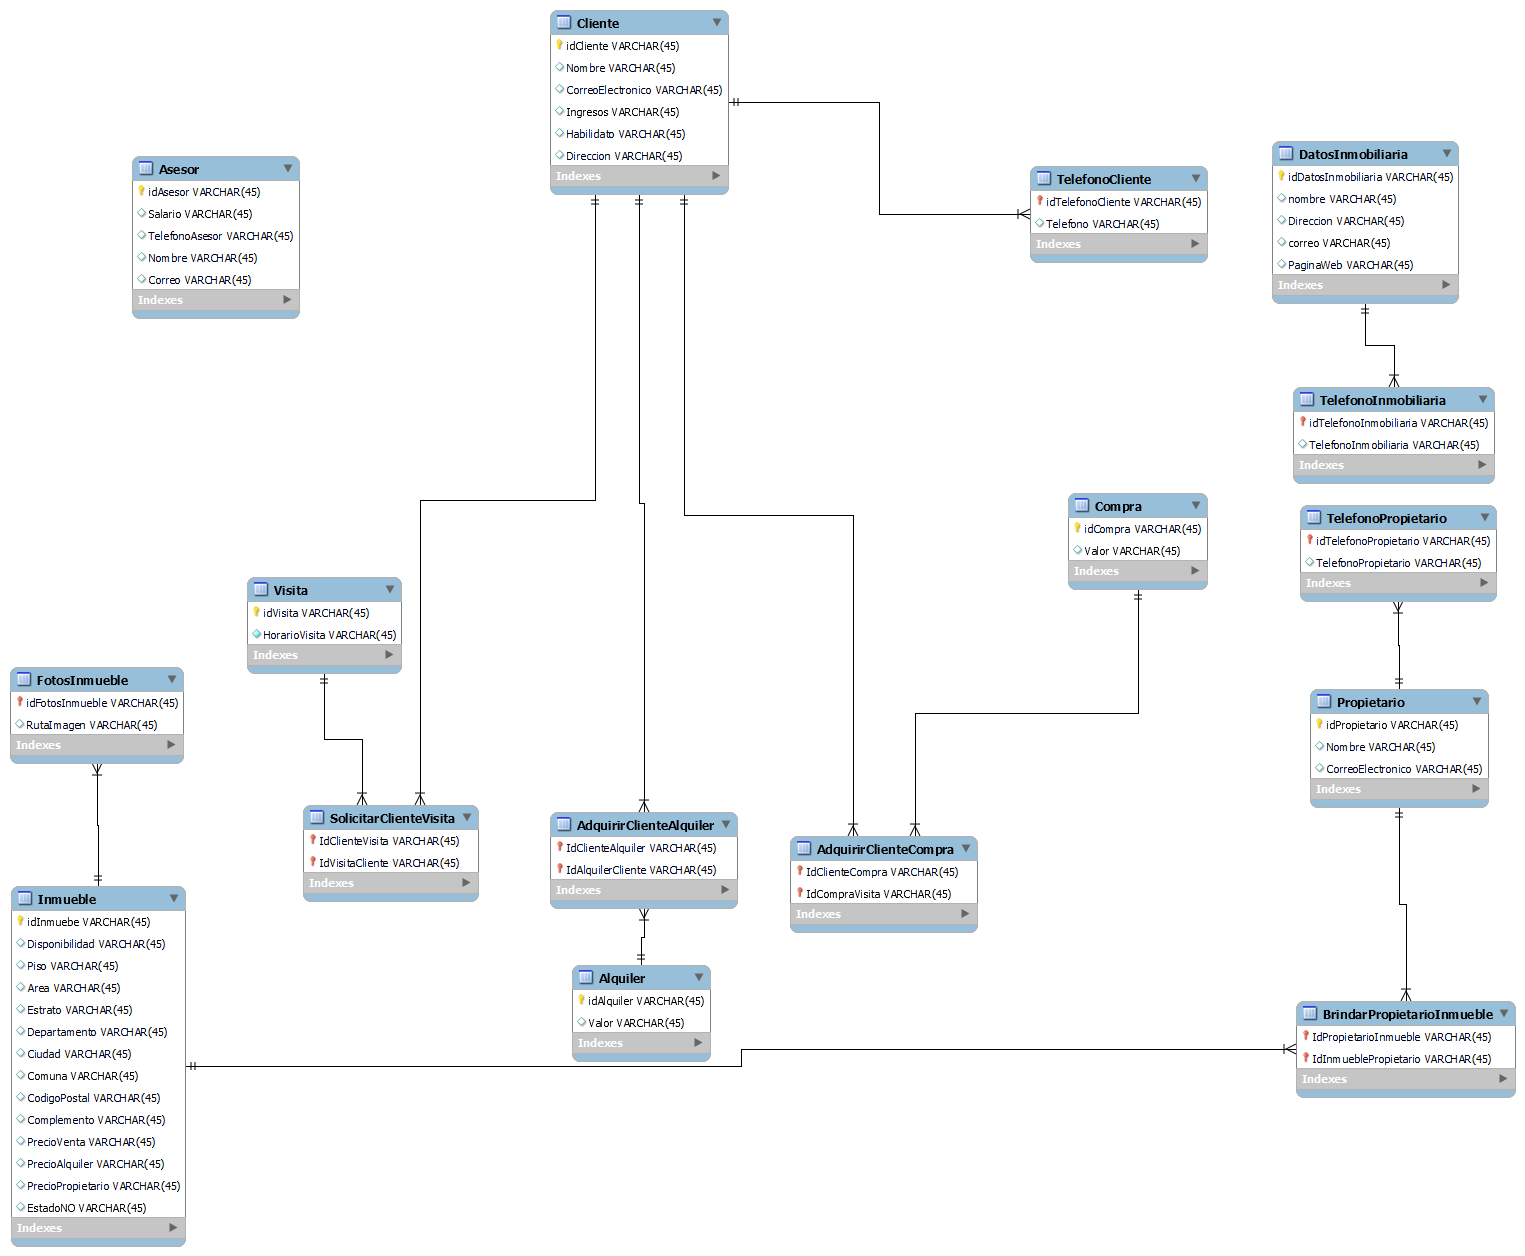 Cliente
idCliente VARCHAR(45)
Nombre VARCHAR(45)
CorreoElectronico VARCHAR(45)
Ingresos VARCHAR(45)
Habilidato VARCHAR(45)
Direccion VARCHAR(45)
Indexes
Asesor
idAsesor VARCHAR(45)
Salario VARCHAR(45)
TelefonoAsesor VARCHAR(45)
Nombre VARCHAR(45)
Correo VARCHAR(45)
Indexes
TelefonoCliente
idTelefonoCliente VARCHAR(45)
Telefono VARCHAR(45)
Indexes
DatosInmobiliaria
idDatosInmobiliaria VARCHAR(45)
nombre VARCHAR(45)
Direccion VARCHAR(45)
correo VARCHAR(45)
PaginaWeb VARCHAR(45)
Indexes
TelefonoInmobiliaria
idTelefonoInmobiliaria VARCHAR(45)
TelefonoInmobiliaria VARCHAR(45)
Indexes
Compra
idCompra VARCHAR(45)
Valor VARCHAR(45)
Indexes
TelefonoPropietario
idTelefonoPropietario VARCHAR(45)
TelefonoPropietario VARCHAR(45)
Indexes
Visita
idVisita VARCHAR(45)
HorarioVisita VARCHAR(45)
Indexes
FotosInmueble
idFotosInmueble VARCHAR(45)
RutaImagen VARCHAR(45)
Indexes
Propietario
idPropietario VARCHAR(45)
Nombre VARCHAR(45)
CorreoElectronico VARCHAR(45)
Indexes
SolicitarClienteVisita
IdClienteVisita VARCHAR(45)
IdVisitaCliente VARCHAR(45)
Indexes
AdquirirClienteAlquiler
IdClienteAlquiler VARCHAR(45)
IdAlquilerCliente VARCHAR(45)
Indexes
AdquirirClienteCompra
IdClienteCompra VARCHAR(45)
IdCompraVisita VARCHAR(45)
Indexes
Inmueble
idInmuebe VARCHAR(45)
Disponibilidad VARCHAR(45)
Piso VARCHAR(45)
Area VARCHAR(45)
Estrato VARCHAR(45)
Departamento VARCHAR(45)
Ciudad VARCHAR(45)
Comuna VARCHAR(45)
CodigoPostal VARCHAR(45)
Complemento VARCHAR(45)
PrecioVenta VARCHAR(45)
PrecioAlquiler VARCHAR(45)
PrecioPropietario VARCHAR(45)
EstadoNO VARCHAR(45)
Indexes
Alquiler
idAlquiler VARCHAR(45)
Valor VARCHAR(45)
Indexes
BrindarPropietarioInmueble
IdPropietarioInmueble VARCHAR(45)
IdInmueblePropietario VARCHAR(45)
Indexes